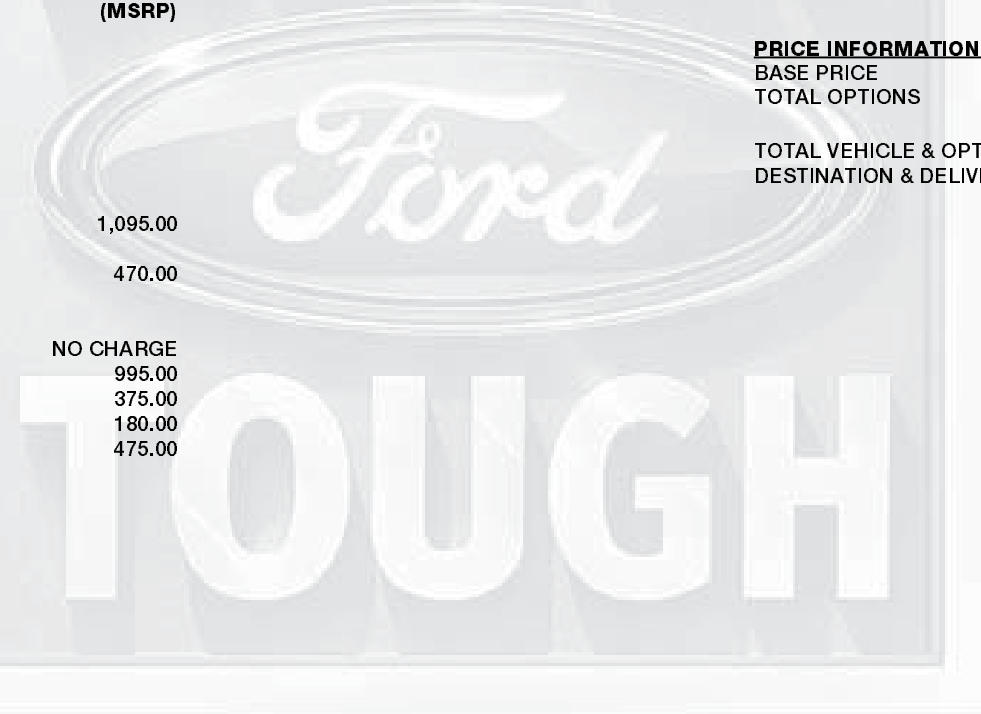 (MSRP)
PRICE INFORMATION
BASE PRICE
TOTAL OPTIONS
TOTAL VEHICLE & OPT
DESTINATION & DELIV
1,095.00
470.00
NO CHARGE
995.00
375.00
180.00
475.00
Ford
TOUGH